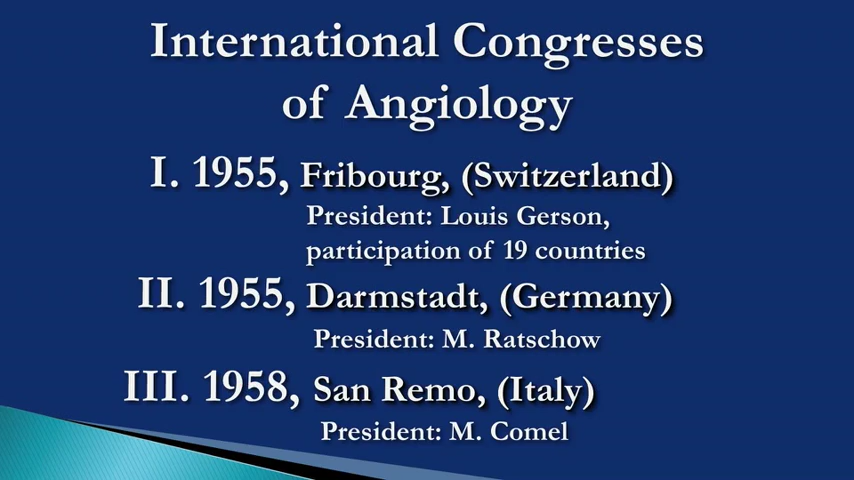 International Congresses
of Angiology
I. 1955, Fribourg, (Switzerland)
President: Louis Gerson,
participation of 19 countries
II. 1955, Darmstadt, (Germany)
President: M. Ratschow
III. 1958, San Remo, (Italy)
President: M. Comel